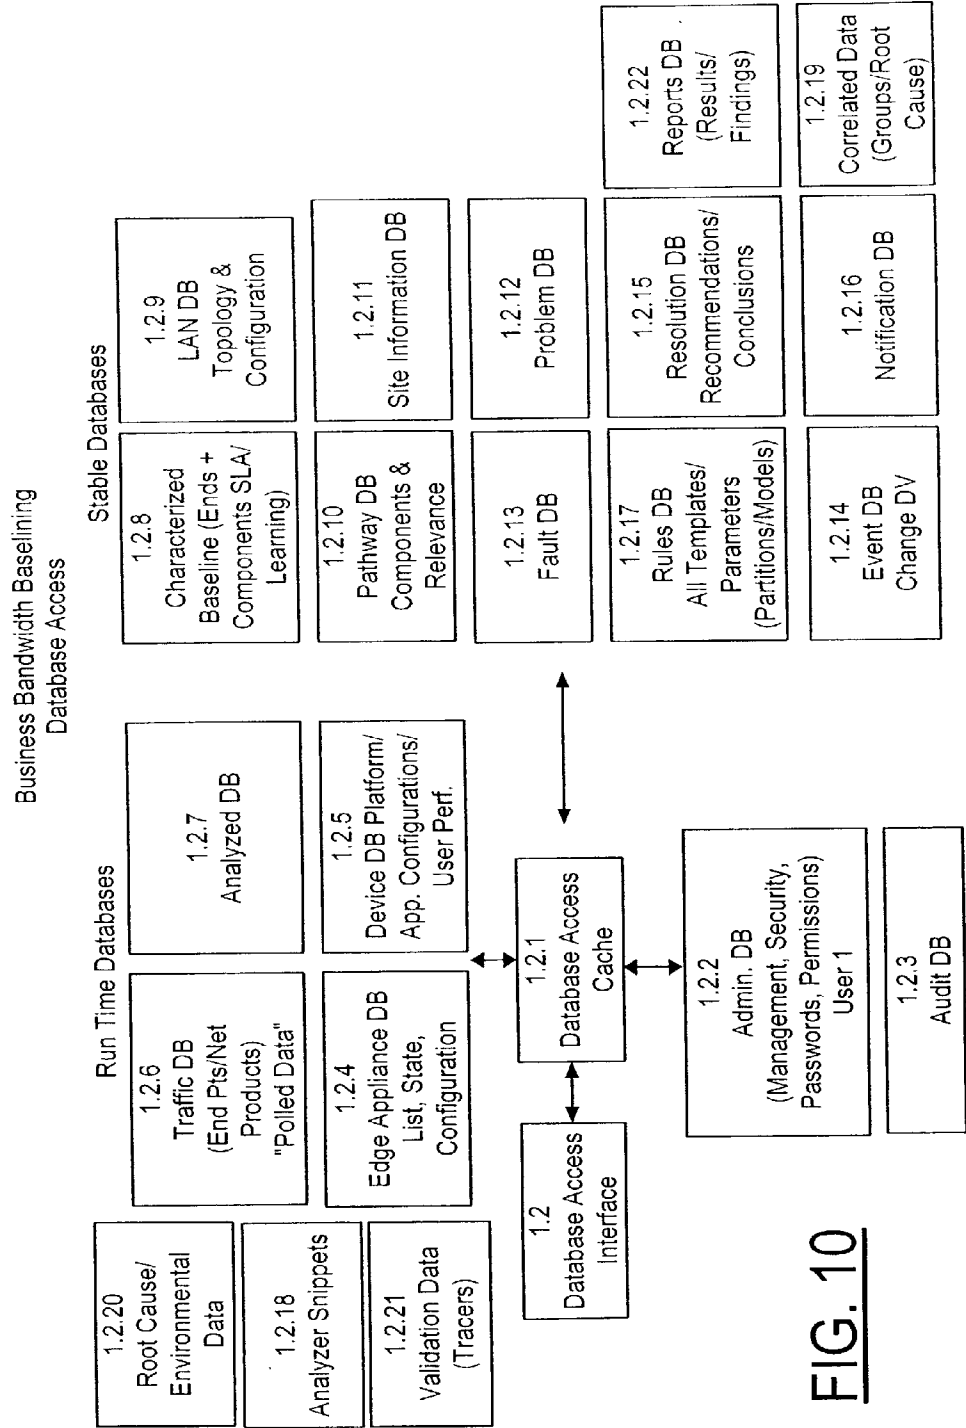 Business Bandwidth Baselining
Database Access
Run Time Databases
Stable Databases
1.2.20
Root Cause/
Environmental
Data
1.2.18
Analyzer Snippets
1.2.21
Validation Data
(Tracers)
1.2.6
Traffic DB
(End Pts/Net
Products)
"Polled Data"
1.2.7
Analyzed DB
1.2.4
Edge Appliance DB
List, State,
Configuration
1.2.5
Device DB Platform/
App. Configurations/
User Perf.
1.2
Database Access
Interface
1.2.1
Database Access
Cache
1.2.2
Admin. DB
(Management, Security,
Passwords, Permissions)
User 1
1.2.3
Audit DB
1.2.8
Characterized
Baseline (Ends +
Components SLA/
Learning)
1.2.9
LAN DB
Topology &
Configuration
1.2.10
Pathway DB
Components &
Relevance
1.2.11
Site Information DB
1.2.13
Fault DB
1.2.12
Problem DB
1.2.17
Rules DB
All Templates/
Parameters
(Partitions/Models)
1.2.15
Resolution DB
Recommendations/
Conclusions
1.2.22
Reports DB
(Results/
Findings)
1.2.14
Event DB
Change DV
1.2.16
Notification DB
1.2.19
Correlated Data
(Groups/Root
Cause)
FIG. 10